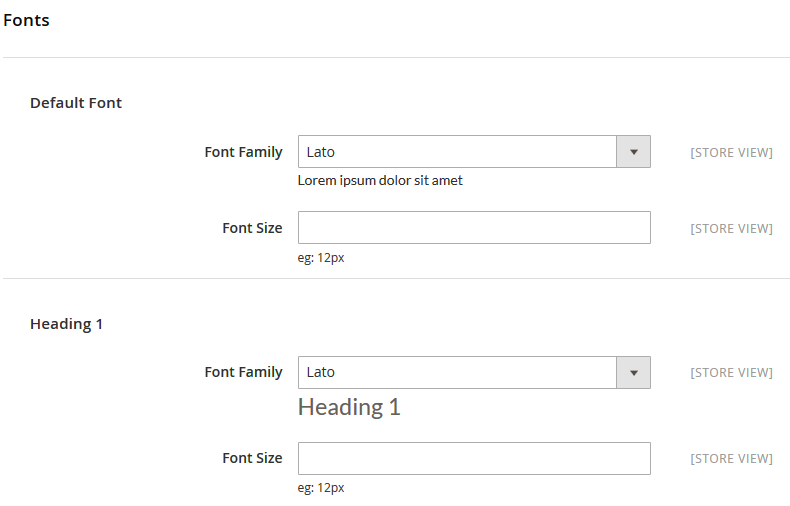 Fonts
Default Font
Font Family Lato [STORE VIEW]
Lorem ipsum dolor sit amet
Font Size [STORE VIEW]
eg: 12px
Heading 1
Font Family Lato [STORE VIEW]
Heading 1
Font Size [STORE VIEW]
eg: 12px